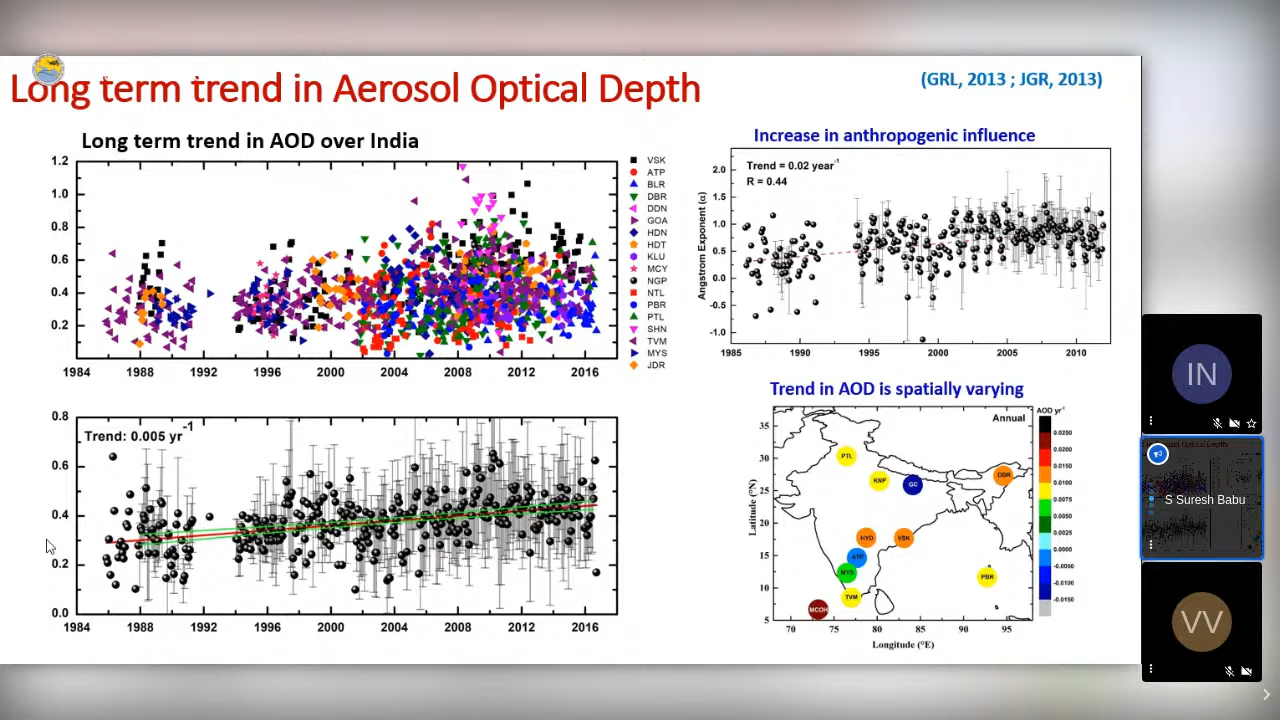 Long term trend in Aerosol Optical Depth
(GRL, 2013 ; JGR, 2013)
Long term trend in AOD over India
1.2
1.0
0.8
0.6
0.4
0.2
1984 1988 1992 1996 2000 2004 2008 2012 2016
VSK
ATP
BLR
DBR
DDN
GOA
HDN
HDT
KLU
MCY
NGP
NTL
PBR
PTL
SHN
TVM
MYS
JDR
Increase in anthropogenic influence
Trend = 0.02 year-1
R = 0.44
Angstrom Exponent (α)
2.0
1.5
1.0
0.5
0.0
-0.5
-1.0
1985 1990 1995 2000 2005 2010
Trend: 0.005 yr-1
0.8
0.6
0.4
0.2
0.0
1984 1988 1992 1996 2000 2004 2008 2012 2016
Trend in AOD is spatially varying
Annual
AOD yr-1
Latitude (°N)
35
30
25
20
15
10
5
PTL
KNP
GC
DBR
HYD
VSK
ATP
MYS
TVM
PBR
MCOH
70 75 80 85 90 95
Longitude (°E)
0.0250
0.0200
0.0150
0.0100
0.0075
0.0050
0.0025
0.0000
-0.0050
-0.0100
-0.0150
IN
S Suresh Babu
VV